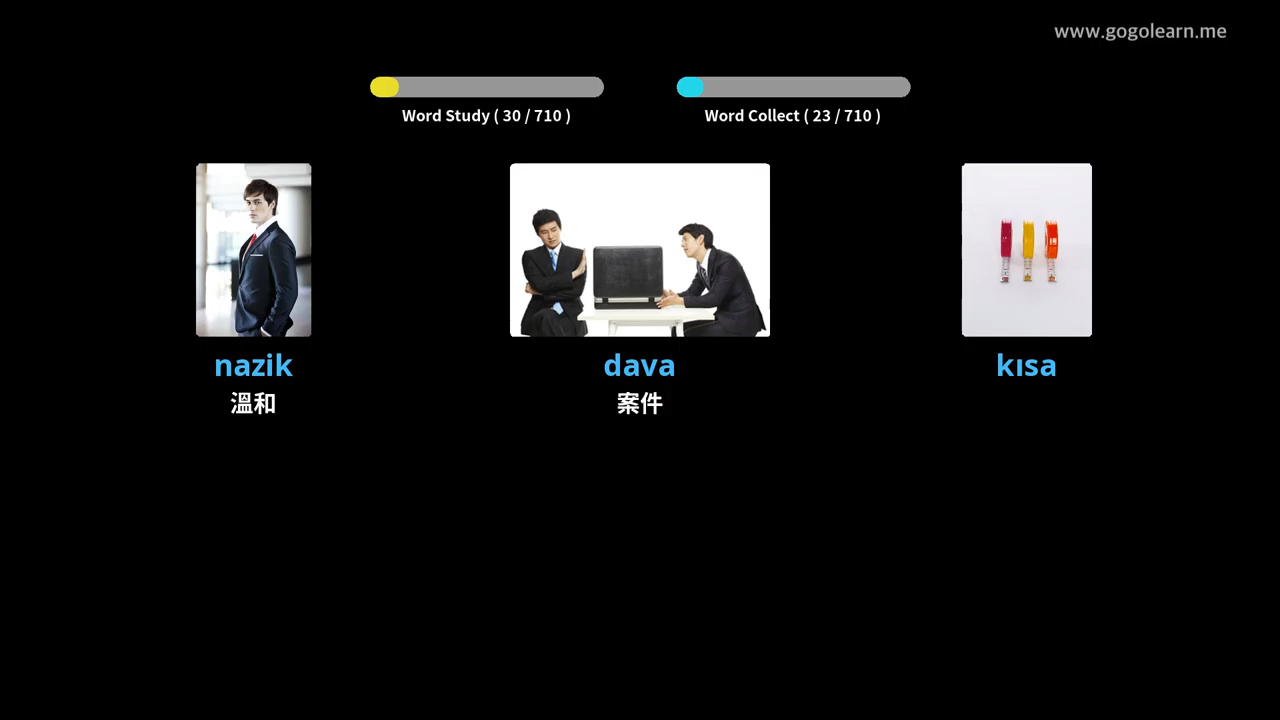 www.gogolearn.me
Word Study ( 30 / 710 )
Word Collect ( 23 / 710 )
nazik
dava
kısa
溫和
案件